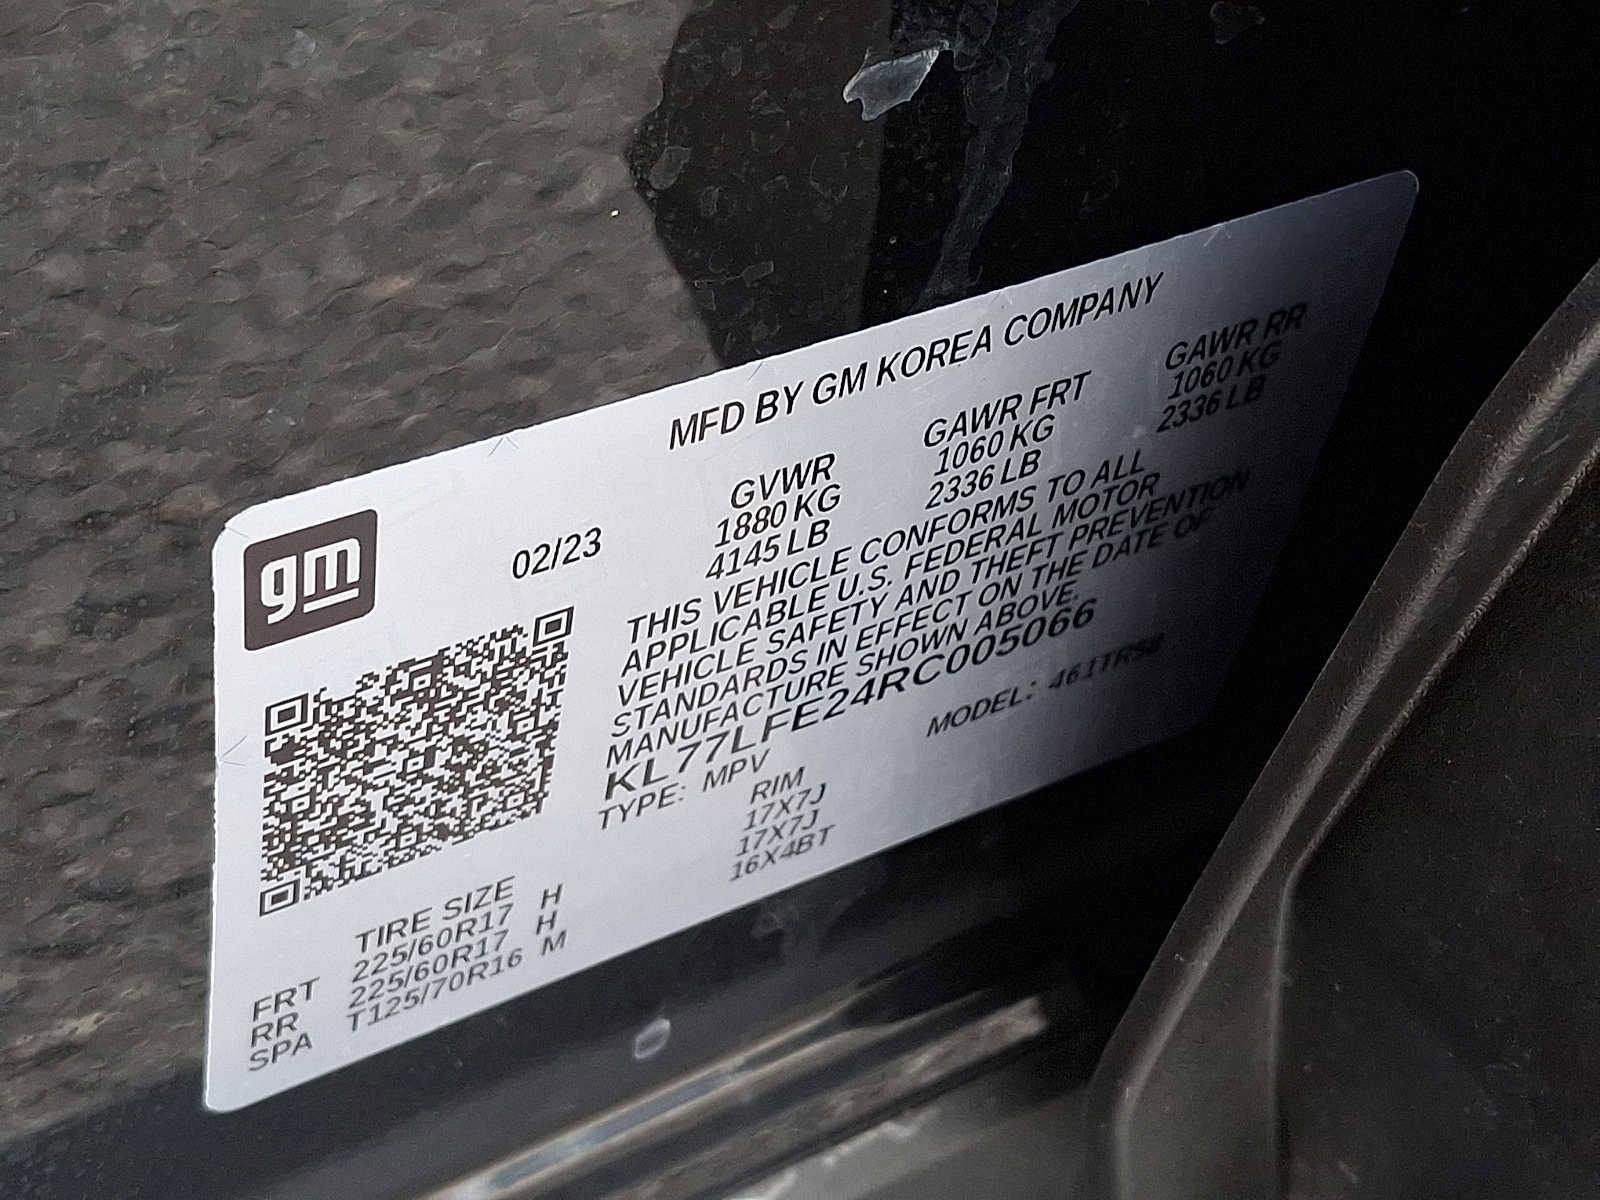 MFD BY GM KOREA COMPANY
gm
02/23
GVWR GAWR FRT GAWR RR
1880 KG 1060 KG 1060 KG
4145 LB 2336 LB 2336 LB
THIS VEHICLE CONFORMS TO ALL
APPLICABLE U.S. FEDERAL MOTOR
VEHICLE SAFETY AND THEFT PREVENTION
STANDARDS IN EFFECT ON THE DATE OF
MANUFACTURE SHOWN ABOVE.
KL77LFE24RC005066
TYPE: MPV MODEL:
TIRE SIZE RIM
FRT 225/60R17 H 17X7J
RR 225/60R17 H 17X7J
SPA T125/70R16 M 16X4BT